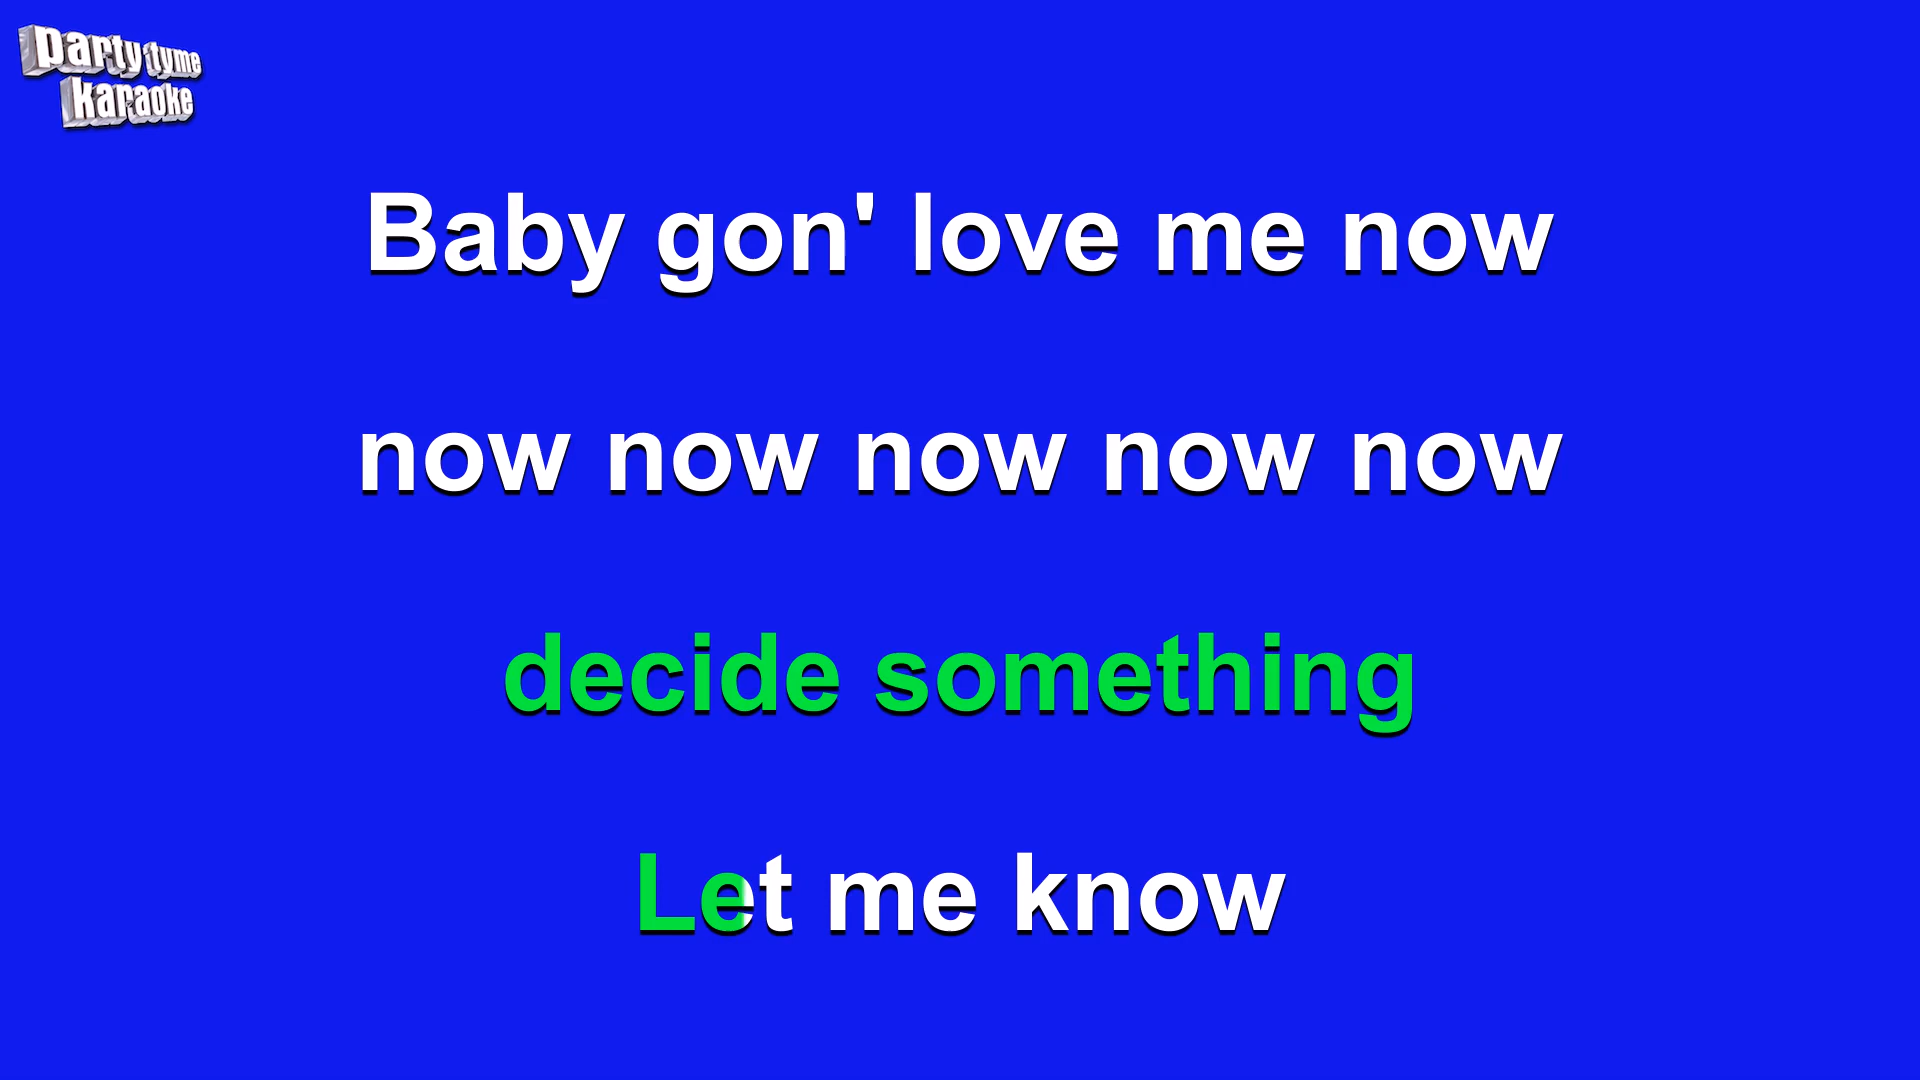 party tyme
karaoke
Baby gon' love me now
now now now now now
decide something
Let me know